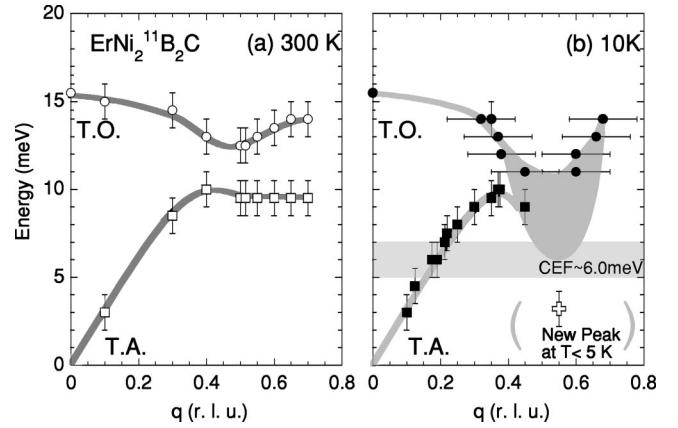 ErNi₂¹¹B₂C (a) 300 K
(b) 10K
20
15
10
5
0
Energy (meV)
T.O.
T.A.
0 0.2 0.4 0.6 0.8
q (r. l. u.)
T.O.
CEF~6.0meV
New Peak
at T< 5 K
T.A.
0 0.2 0.4 0.6 0.8
q (r. l. u.)